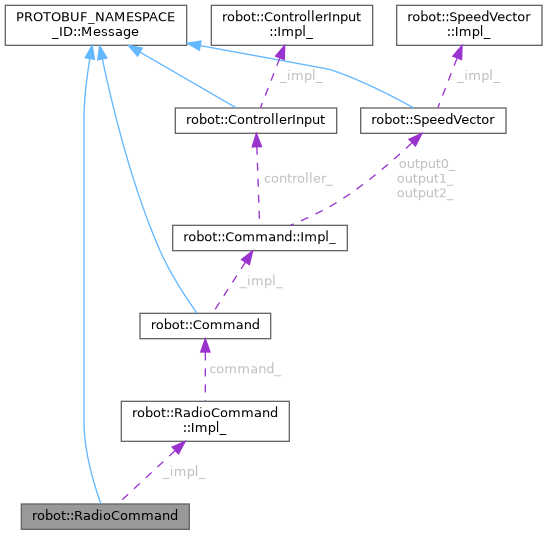 PROTOBUF_NAMESPACE
_ID::Message
robot::ControllerInput
::Impl_
robot::SpeedVector
::Impl_
_impl_
_impl_
robot::ControllerInput
robot::SpeedVector
controller_
output0_
output1_
output2_
robot::Command::Impl_
_impl_
robot::Command
command_
robot::RadioCommand
::Impl_
_impl_
robot::RadioCommand